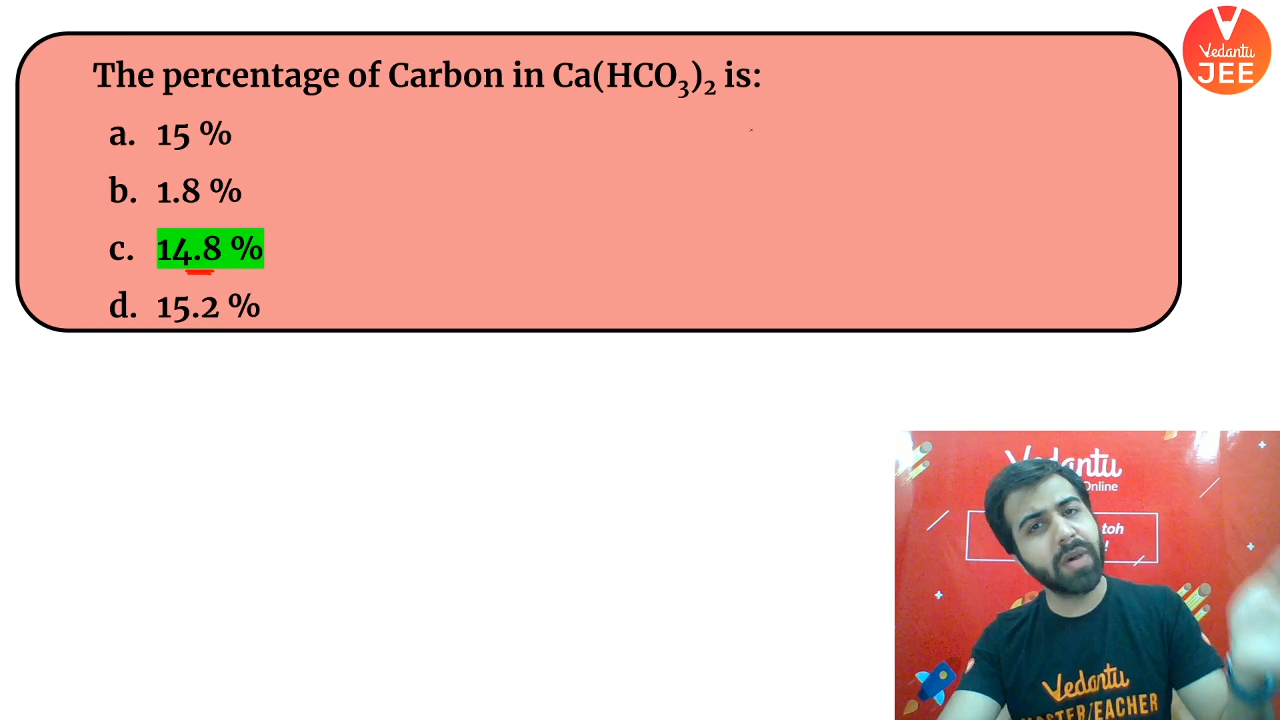 The percentage of Carbon in Ca(HCO₃)₂ is:
a. 15 %
b. 1.8 %
c. 14.8 %
d. 15.2 %
Vedantu
JEE
Vedantu
Online
toh
!
Vedantu